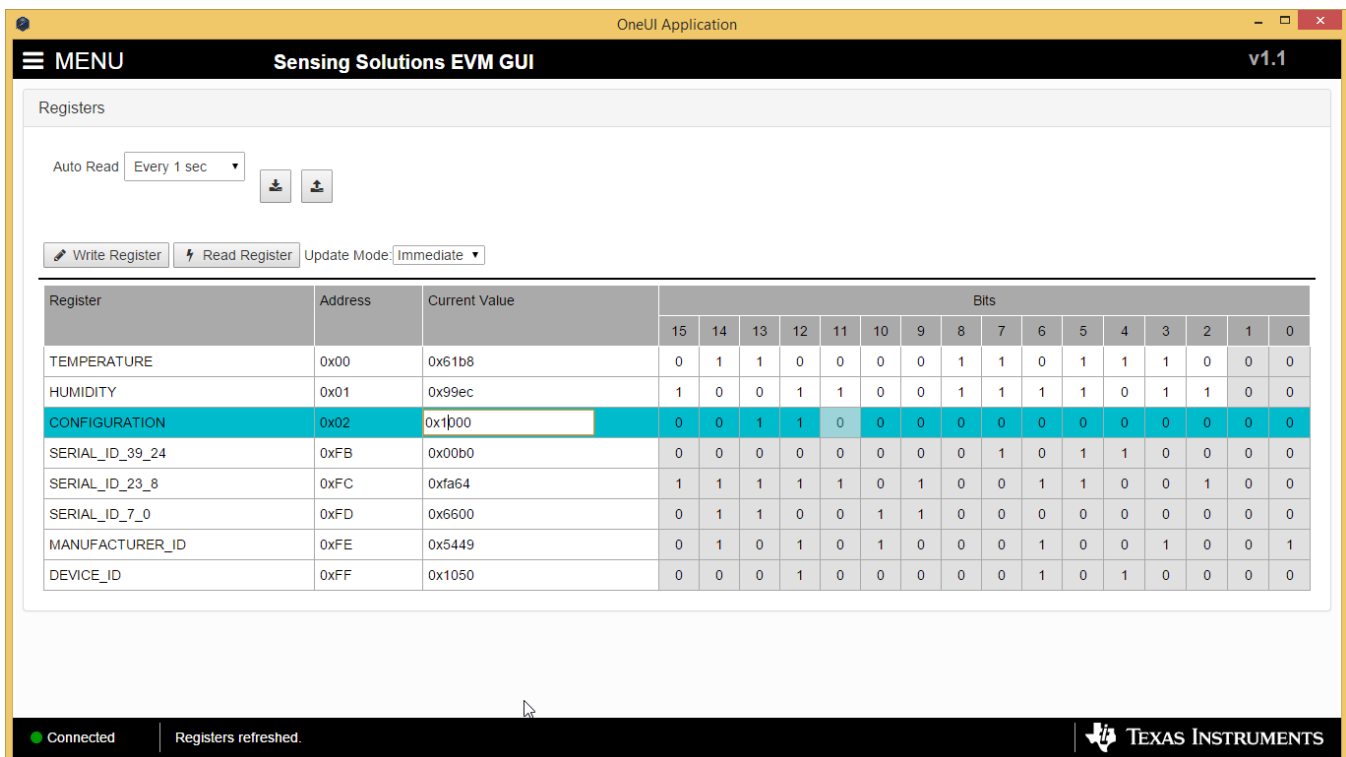 OneUI Application
MENU Sensing Solutions EVM GUI v1.1
Registers
Auto Read Every 1 sec
Write Register Read Register Update Mode: Immediate
Register Address Current Value Bits
15 14 13 12 11 10 9 8 7 6 5 4 3 2 1 0
TEMPERATURE 0x00 0x61b8 0 1 1 0 0 0 0 1 1 0 1 1 1 0 0 0
HUMIDITY 0x01 0x99ec 1 0 0 1 1 0 0 1 1 1 1 0 1 1 0 0
CONFIGURATION 0x02 0x1000 0 0 1 1 0 0 0 0 0 0 0 0 0 0 0 0
SERIAL_ID_39_24 0xFB 0x00b0 0 0 0 0 0 0 0 0 1 0 1 1 0 0 0 0
SERIAL_ID_23_8 0xFC 0xfa64 1 1 1 1 1 0 1 0 0 1 1 0 0 1 0 0
SERIAL_ID_7_0 0xFD 0x6600 0 1 1 0 0 1 1 0 0 0 0 0 0 0 0 0
MANUFACTURER_ID 0xFE 0x5449 0 1 0 1 0 1 0 0 0 1 0 0 1 0 0 1
DEVICE_ID 0xFF 0x1050 0 0 0 1 0 0 0 0 0 1 0 1 0 0 0 0
Connected Registers refreshed. TEXAS INSTRUMENTS